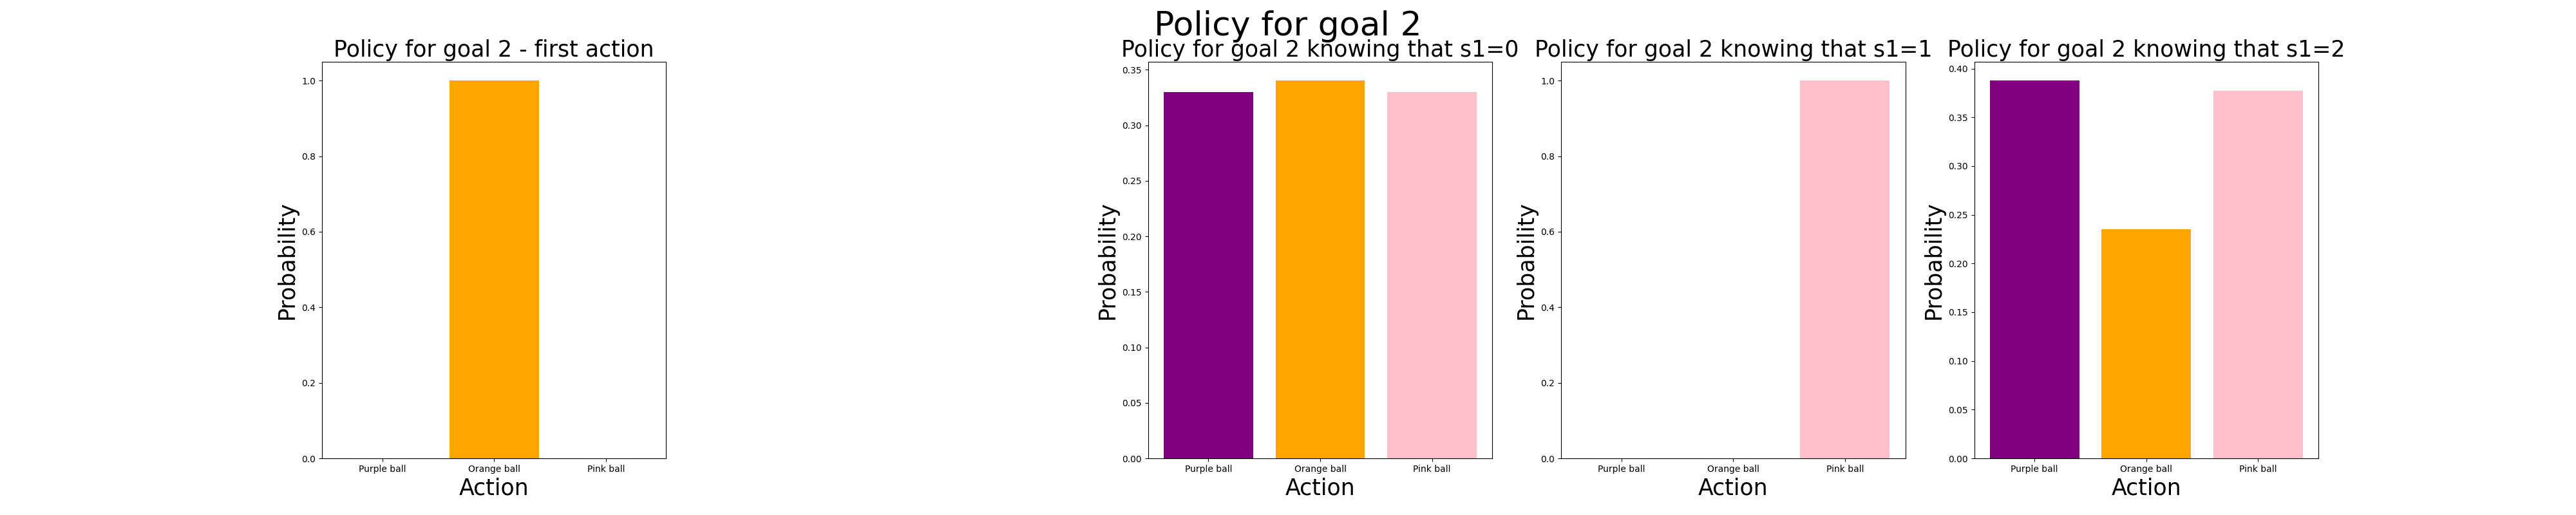 Policy for goal 2
Policy for goal 2 - first action
Probability
1.0
0.8
0.6
0.4
0.2
0.0
Purple ball Orange ball Pink ball
Action
Policy for goal 2 knowing that s1=0
Probability
0.35
0.30
0.25
0.20
0.15
0.10
0.05
0.00
Purple ball Orange ball Pink ball
Action
Policy for goal 2 knowing that s1=1
Probability
1.0
0.8
0.6
0.4
0.2
0.0
Purple ball Orange ball Pink ball
Action
Policy for goal 2 knowing that s1=2
Probability
0.40
0.35
0.30
0.25
0.20
0.15
0.10
0.05
0.00
Purple ball Orange ball Pink ball
Action